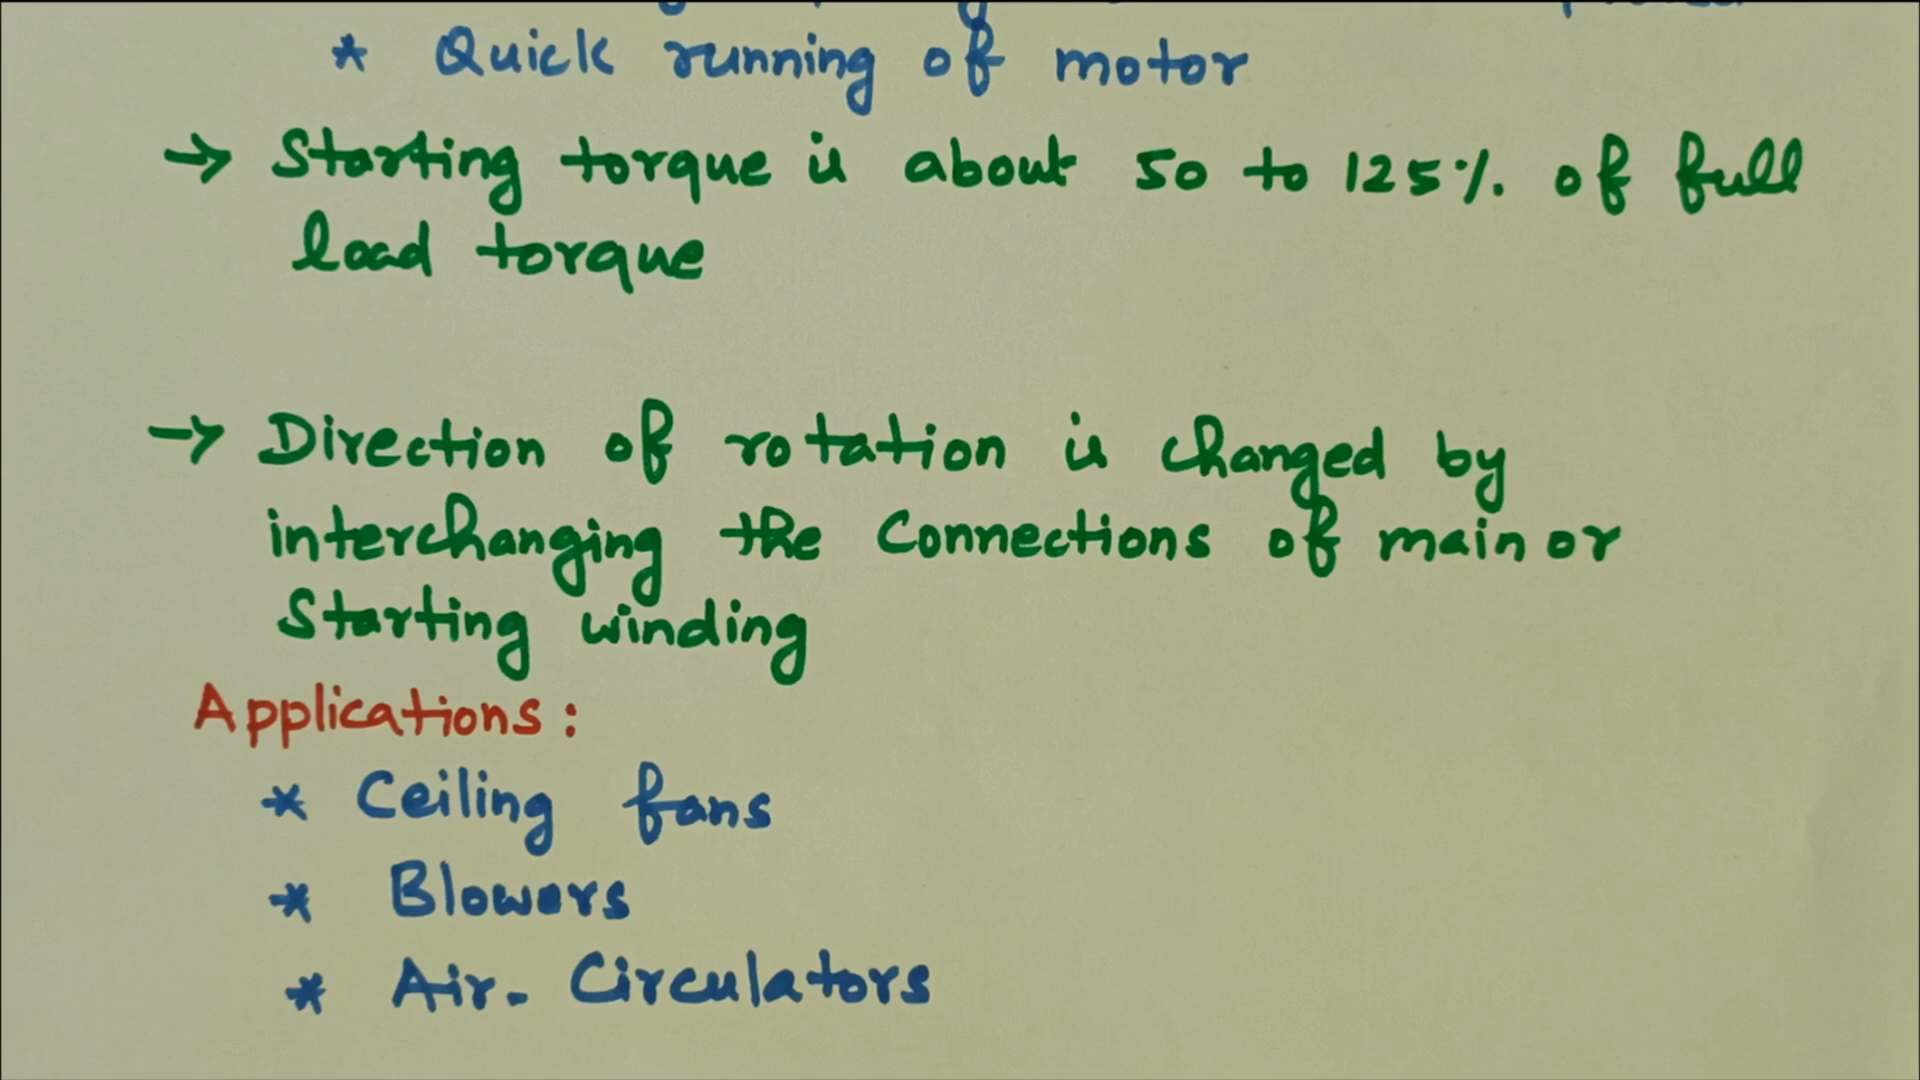 * Quick running of motor
→ Starting torque is about 50 to 125% of full
load torque
→ Direction of rotation is changed by
interchanging the connections of main or
Starting winding
Applications:
* Ceiling fans
* Blowers
* Air-Circulators